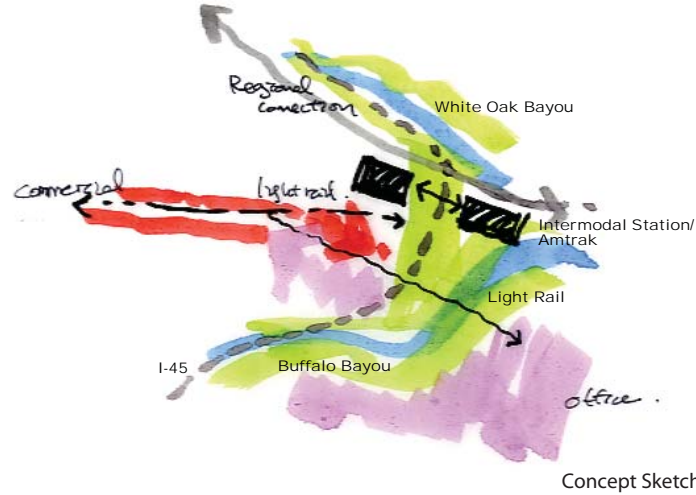 Regional
Connection
White Oak Bayou
Commercial
light rail.
Intermodal Station/
Amtrak
Light Rail
I-45
Buffalo Bayou
office.
Concept Sketch